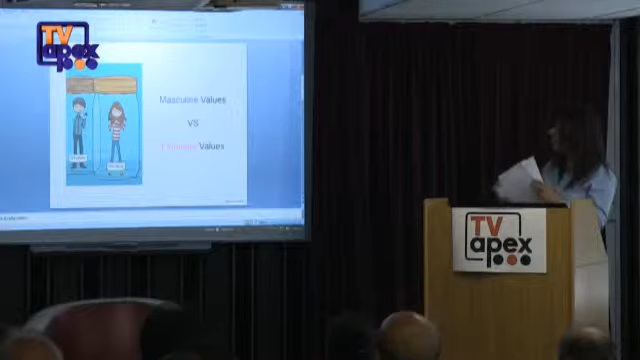 TV
apex
Masculine Values
VS
Feminine Values
TV
apex